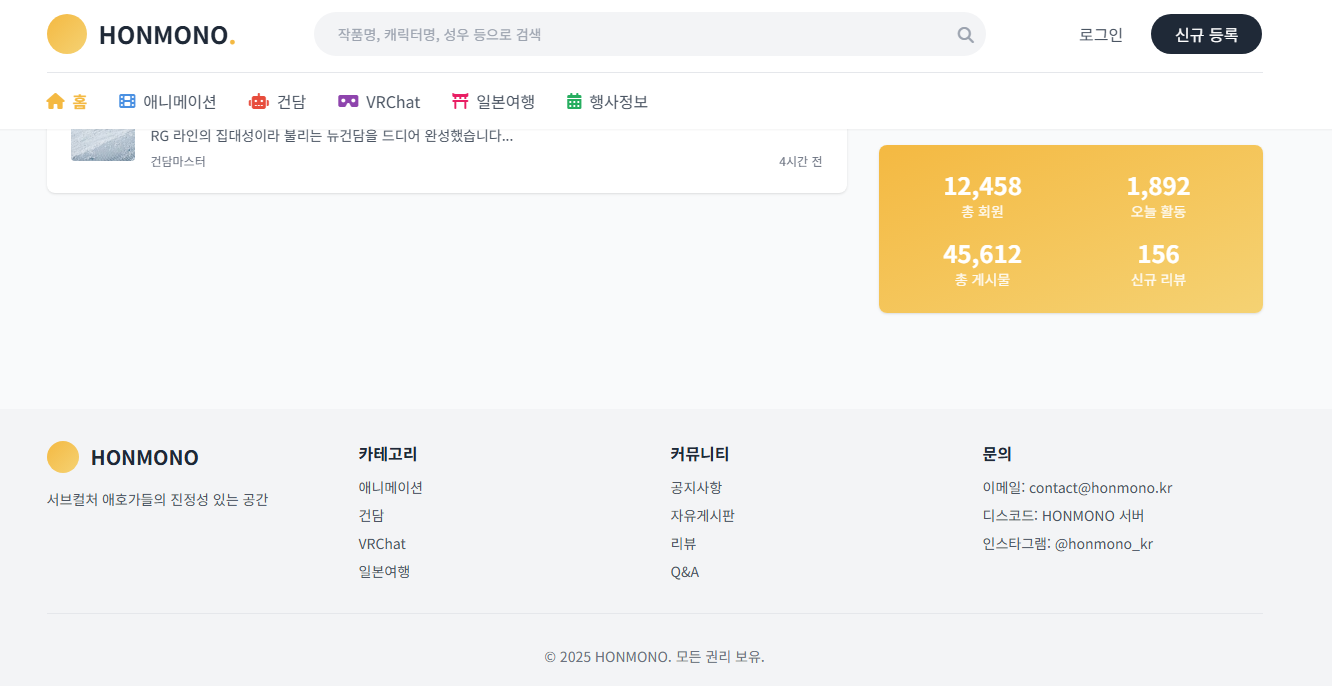 HONMONO.
작품명, 캐릭터명, 성우 등으로 검색
로그인
신규 등록
홈
애니메이션
건담
VRChat
일본여행
행사정보
RG 라인의 집대성이라 불리는 뉴건담을 드디어 완성했습니다...
건담마스터
4시간 전
12,458
총 회원
1,892
오늘 활동
45,612
총 게시물
156
신규 리뷰
HONMONO
서브컬처 애호가들의 진정성 있는 공간
카테고리
애니메이션
건담
VRChat
일본여행
커뮤니티
공지사항
자유게시판
리뷰
Q&A
문의
이메일: contact@honmono.kr
디스코드: HONMONO 서버
인스타그램: @honmono_kr
© 2025 HONMONO. 모든 권리 보유.